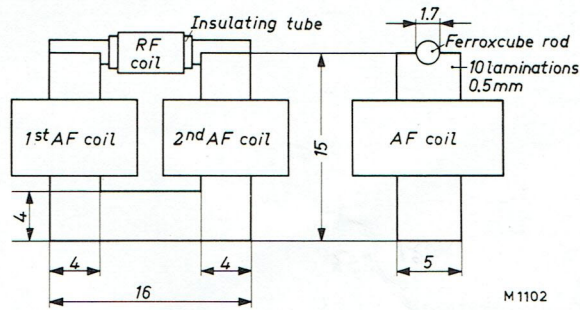 1.7
Insulating tube
RF
coil
Ferroxcube rod
10 laminations
0.5mm
1st AF coil
2nd AF coil
15
AF coil
4
4
4
5
16
M1102